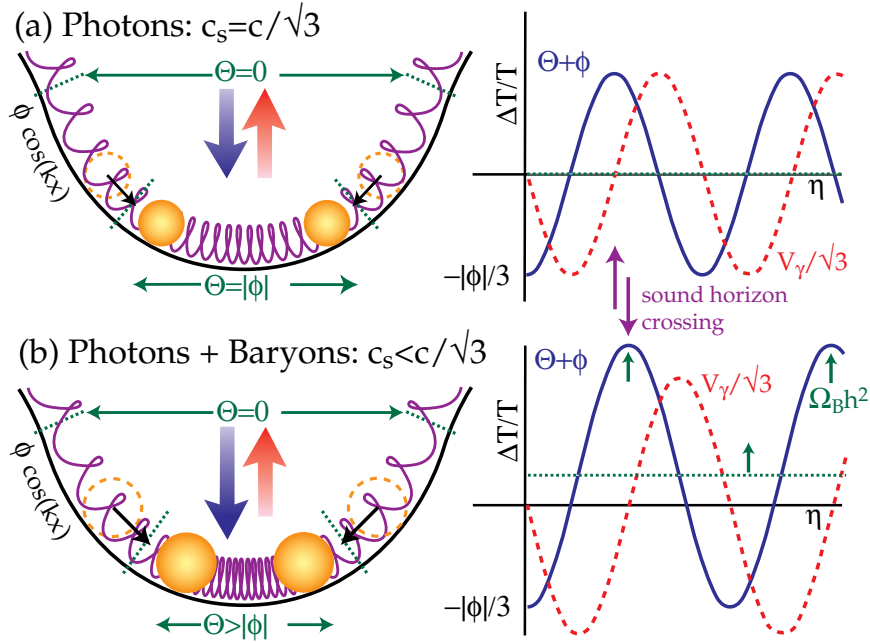 (a) Photons: cₛ=c/√3
Θ=0
ϕ cos(kx)
Θ=|ϕ|
ΔT/T
Θ+ϕ
η
−|ϕ|/3
Vᵧ/√3
sound horizon
crossing
(b) Photons + Baryons: cₛ<c/√3
Θ=0
ϕ cos(kx)
Θ>|ϕ|
ΔT/T
Θ+ϕ
Vᵧ/√3
Ω_Bh²
η
−|ϕ|/3